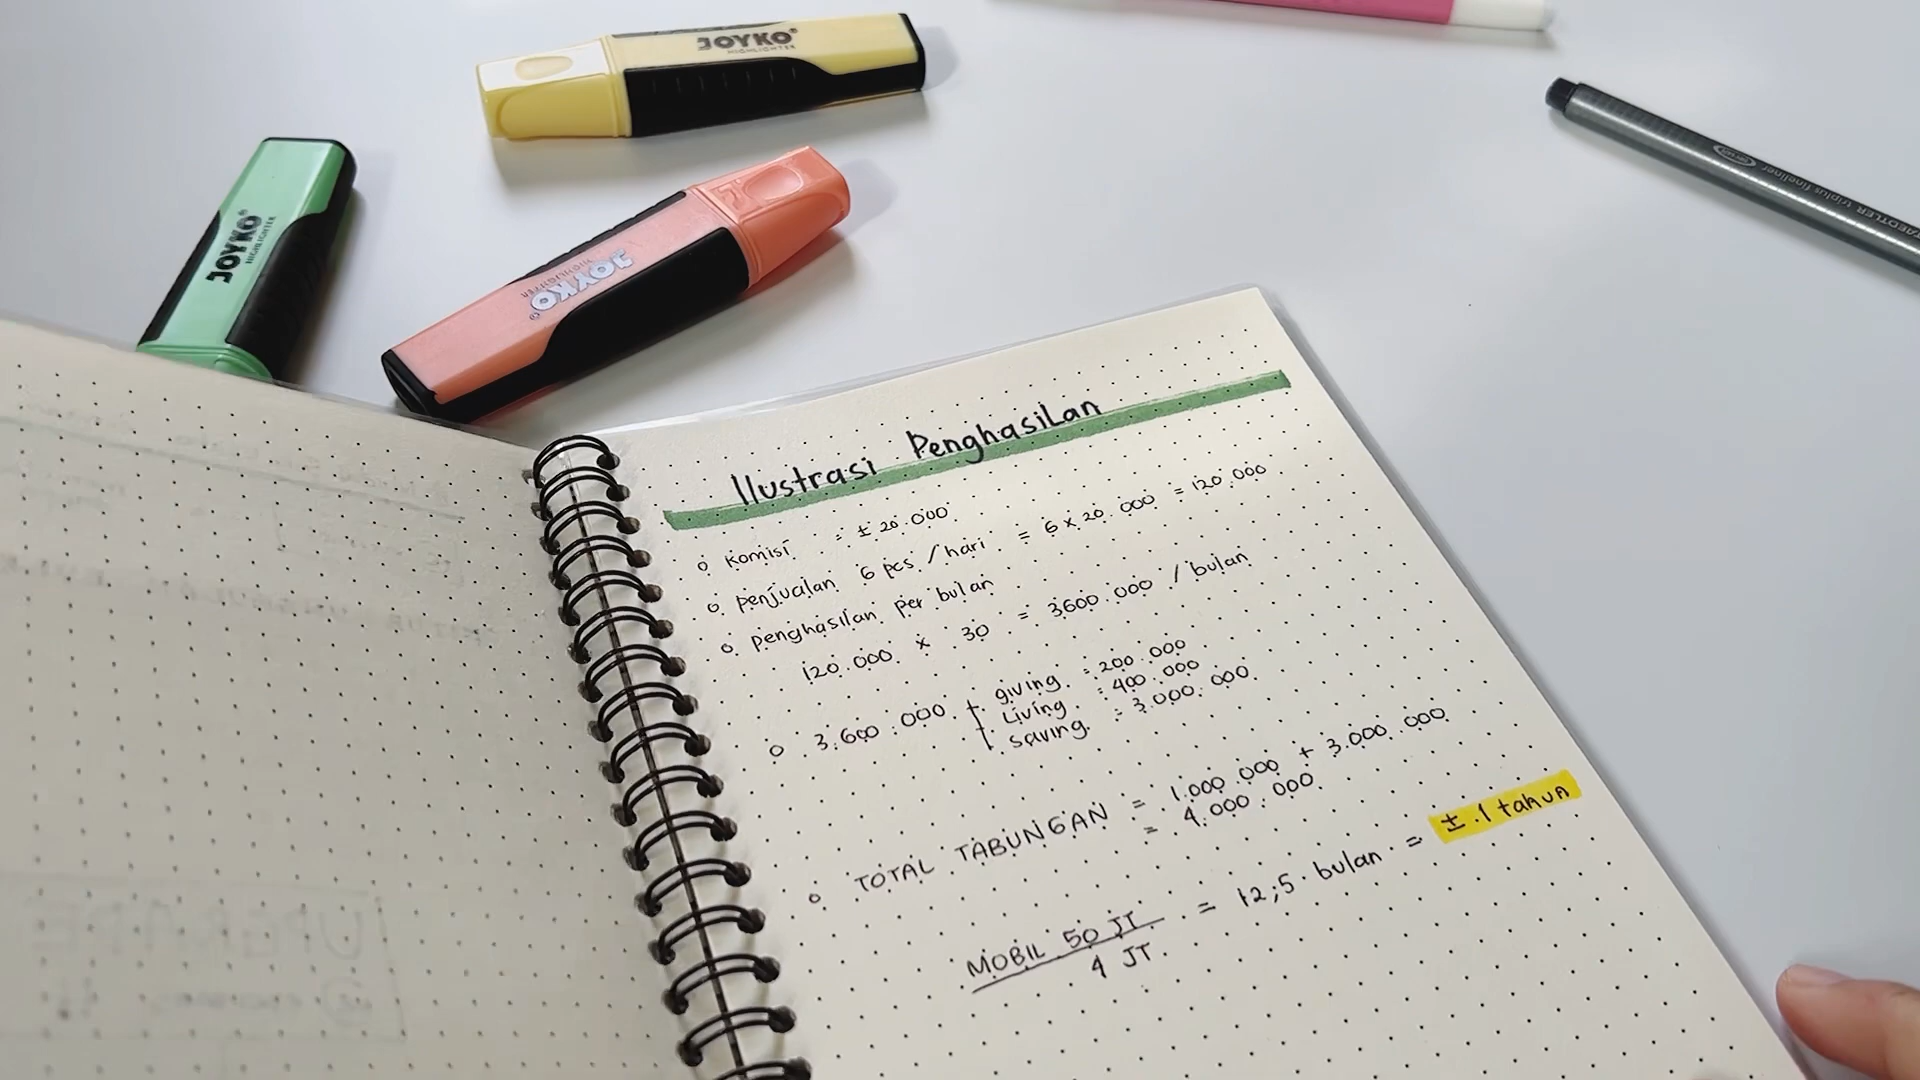 JOYKO®
HIGHLIGHTER
JOYKO®
HIGHLIGHTER
JOYKO®
HIGHLIGHTER
STAEDTLER triplus fineliner
Ilustrasi Penghasilan
o Komisi : ± 20.000
o penjualan 6 pcs / hari = 6 x 20.000 = 120.000
o penghasilan per bulan
120.000 x 30 = 3600.000 / bulan
o 3.600.000 giving = 200.000
Living : 400.000
saving : 3.000.000
o TOTAL TABUNGAN = 1.000.000 + 3.000.000
= 4.000.000
MOBIL 50 JT = 12,5 bulan = ± 1 tahun
4 JT